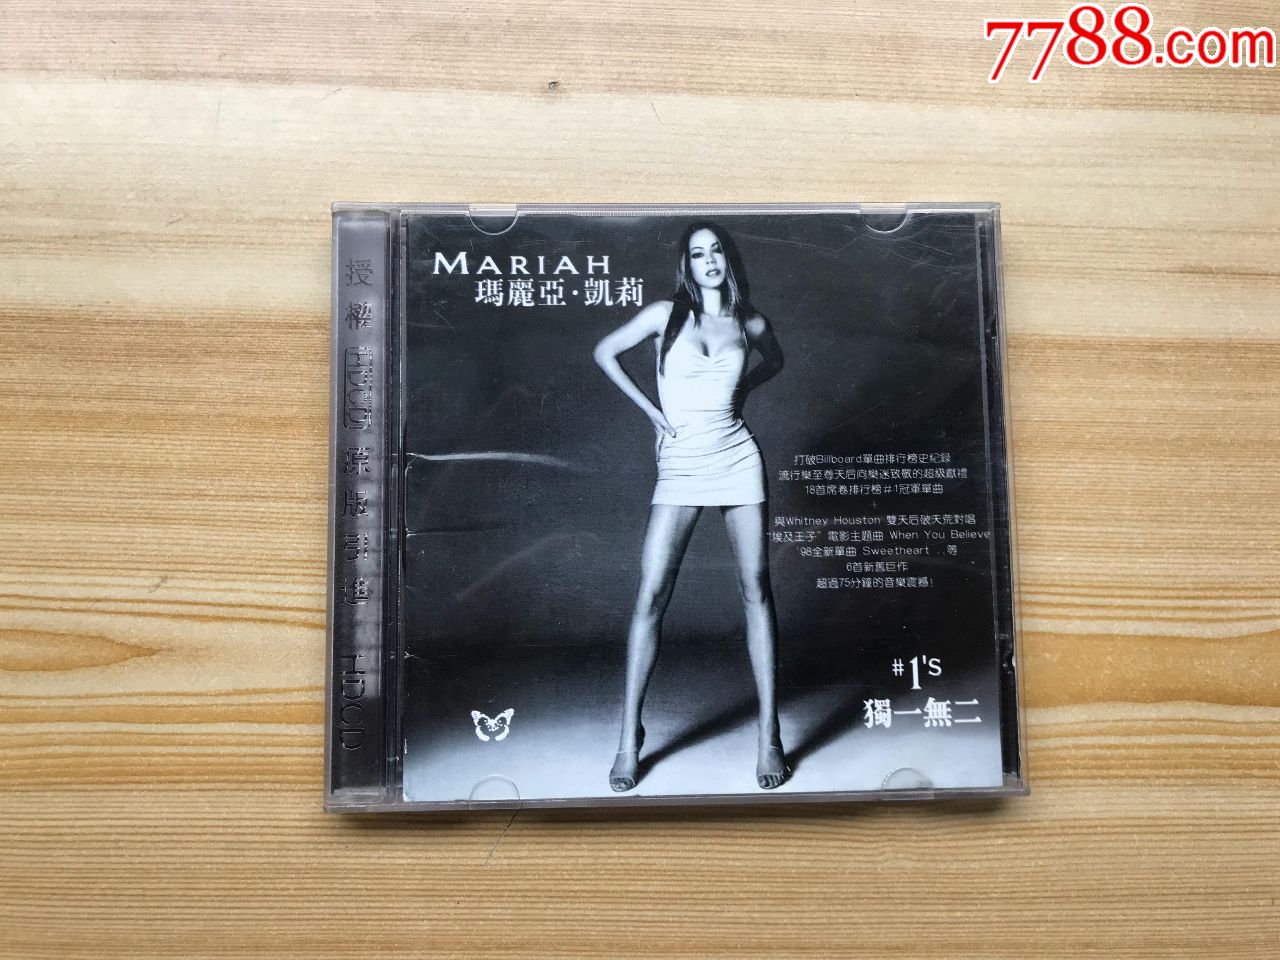 7788.com
授權HDCD原版引進 HDCD
MARIAH
瑪麗亞·凱莉
打破Billboard單曲排行榜史紀録
流行樂至尊天后向樂迷致敬的超級獻禮
18首席卷排行榜#1冠軍單曲
+
與Whitney Houston 雙天后破天荒對唱
“埃及王子”電影主題曲 When You Believe
'98全新單曲 Sweetheart ..等
6首新舊巨作
超過75分鐘的音樂震撼!
#1's
獨一無二